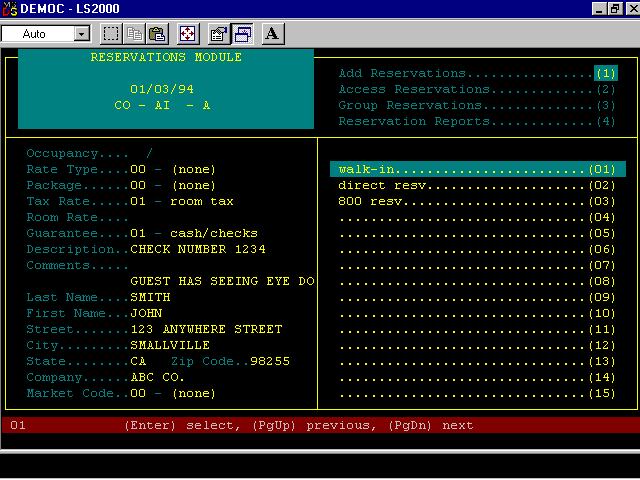 DEMOC - LS2000
Auto
A
RESERVATIONS MODULE
01/03/94
CO - AI - A
Add Reservations...............(1)
Access Reservations............(2)
Group Reservations.............(3)
Reservation Reports............(4)
Occupancy.... /
Rate Type....00 - (none)
Package......00 - (none)
Tax Rate.....01 - room tax
Room Rate....
Guarantee....01 - cash/checks
Description..CHECK NUMBER 1234
Comments.....
GUEST HAS SEEING EYE DO
Last Name....SMITH
First Name...JOHN
Street.......123 ANYWHERE STREET
City.........SMALLVILLE
State........CA Zip Code..98255
Company......ABC CO.
Market Code..00 - (none)
walk-in........................(01)
direct resv....................(02)
800 resv.......................(03)
...............................(04)
...............................(05)
...............................(06)
...............................(07)
...............................(08)
...............................(09)
...............................(10)
...............................(11)
...............................(12)
...............................(13)
...............................(14)
...............................(15)
01 (Enter) select, (PgUp) previous, (PgDn) next